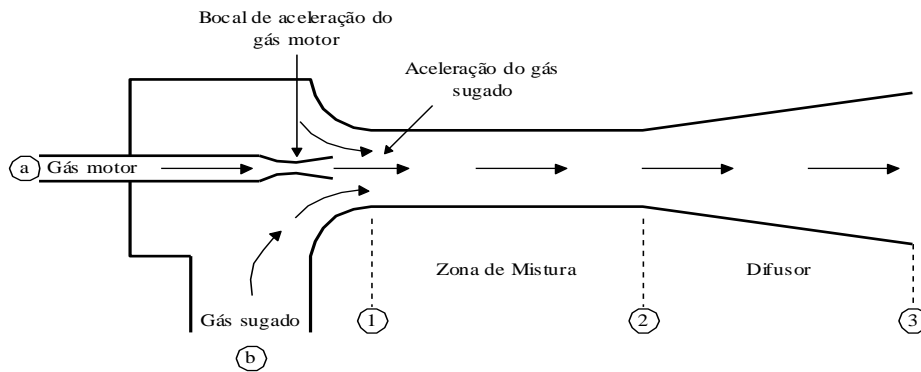 Bocal de aceleração do
gás motor
Aceleração do gás
sugado
a Gás motor
Zona de Mistura
Difusor
Gás sugado
1
2
3
b